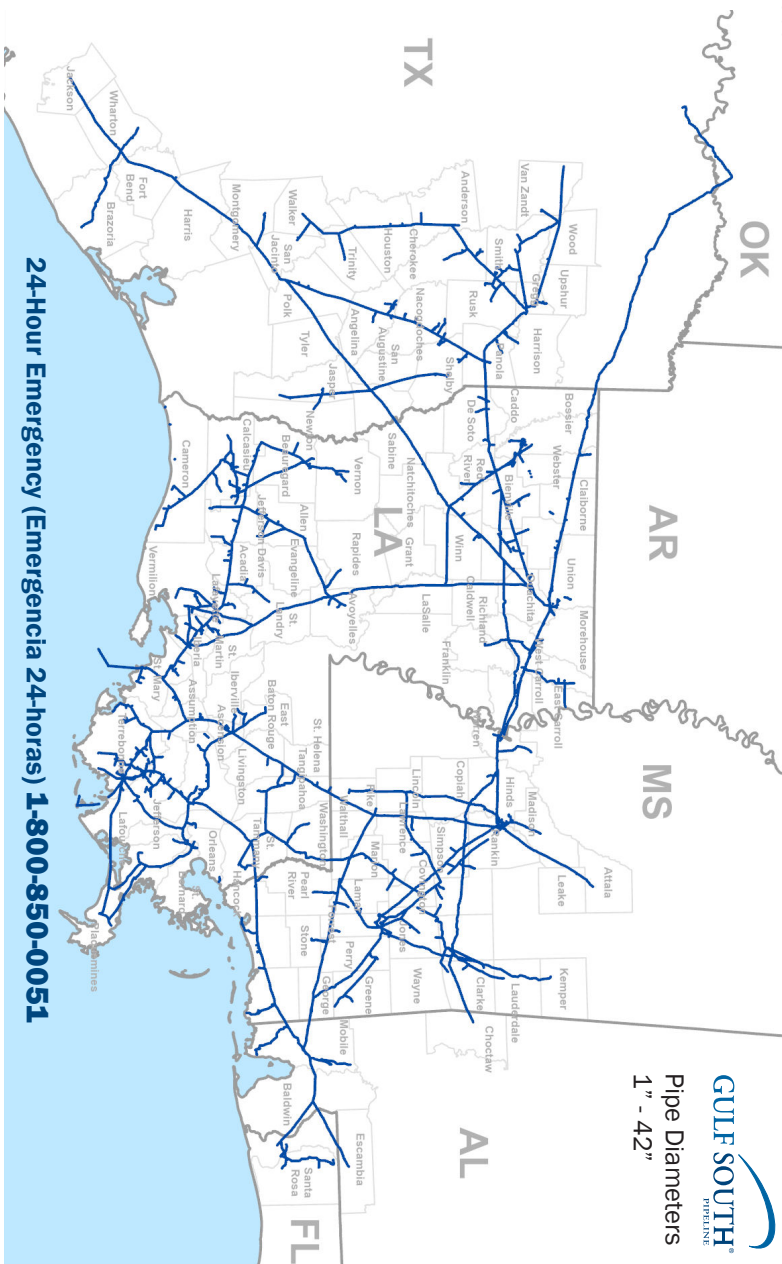 GULF SOUTH®
PIPELINE
Pipe Diameters
1” - 42”
OK
TX
AR
LA
MS
AL
FL
Wood
Upshur
Van Zandt
Smith
Gregg
Harrison
Anderson
Rusk
Panola
Cherokee
Houston
Nacogdoches
Shelby
San
Augustine
Walker
Trinity
Angelina
San
Jacinto
Polk
Tyler
Jasper
Newton
Montgomery
Harris
Fort
Bend
Brazoria
Wharton
Jackson
Bossier
Caddo
Webster
Claiborne
Union
Morehouse
De Soto
Red
River
Bienville
Ouachita
West Carroll
East Carroll
Richland
Caldwell
Winn
Natchitoches
Sabine
Grant
LaSalle
Franklin
Vernon
Rapides
Avoyelles
Beauregard
Allen
Evangeline
St.
Landry
Calcasieu
Jefferson Davis
Acadia
Lafayette
St.
Martin
Cameron
Vermilion
Iberia
St. Mary
Iberville
East
Baton Rouge
Ascension
Assumption
Livingston
St. Helena
Tangipahoa
Washington
St.
Tammany
Terrebonne
Lafourche
Jefferson
Orleans
St.
Bernard
Plaquemines
Warren
Hinds
Madison
Rankin
Attala
Leake
Copiah
Simpson
Lincoln
Lawrence
Covington
Jones
Pike
Walthall
Marion
Lamar
Forrest
Perry
Wayne
Greene
George
Pearl
River
Stone
Hancock
Kemper
Lauderdale
Clarke
Choctaw
Mobile
Baldwin
Escambia
Santa
Rosa
24-Hour Emergency (Emergencia 24-horas) 1-800-850-0051